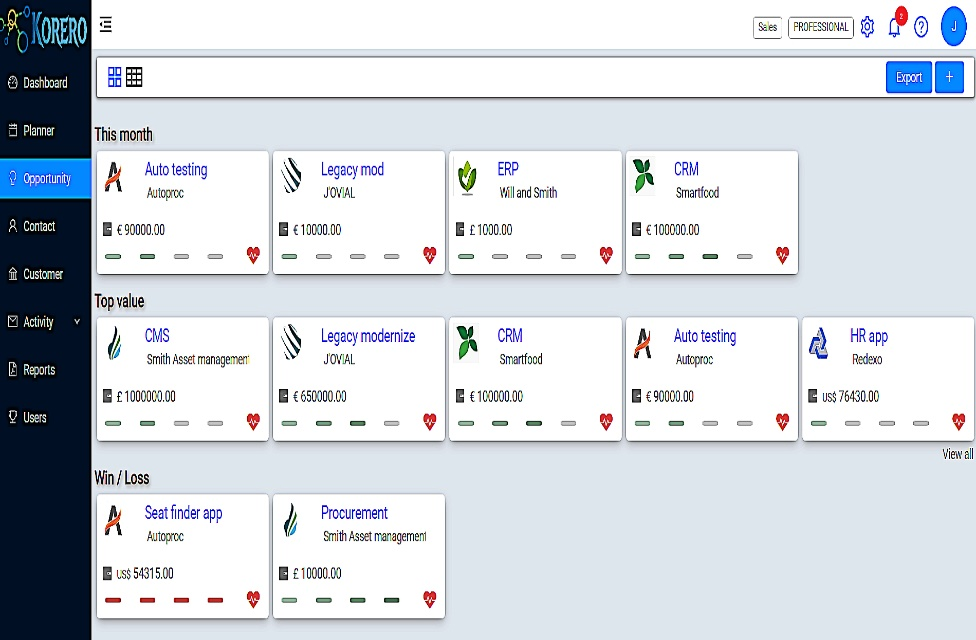 KORERO
Sales
PROFESSIONAL
2
?
J
Dashboard
Planner
Opportunity
Contact
Customer
Activity
Reports
Users
Export
+
This month
Auto testing
Autoproc
€ 90000.00
Legacy mod
J'OVIAL
€ 10000.00
ERP
Will and Smith
£ 1000.00
CRM
Smartfood
€ 100000.00
Top value
CMS
Smith Asset management
£ 1000000.00
Legacy modernize
J'OVIAL
€ 650000.00
CRM
Smartfood
€ 100000.00
Auto testing
Autoproc
€ 90000.00
HR app
Redexo
US$ 76430.00
View all
Win / Loss
Seat finder app
Autoproc
US$ 54315.00
Procurement
Smith Asset management
£ 10000.00